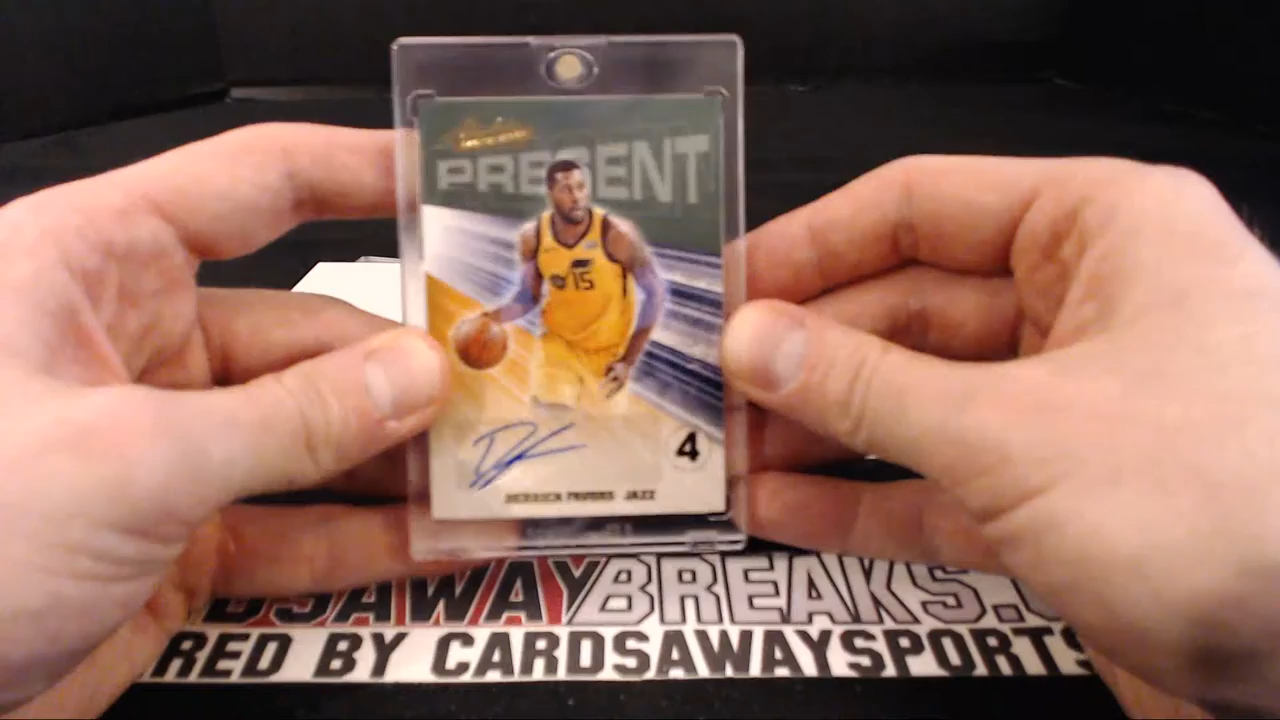 PRESENT
15
4
DERRICK FAVORS JAZZ
DSAWAYBREAKS.
RED BY CARDSAWAYSPORTS